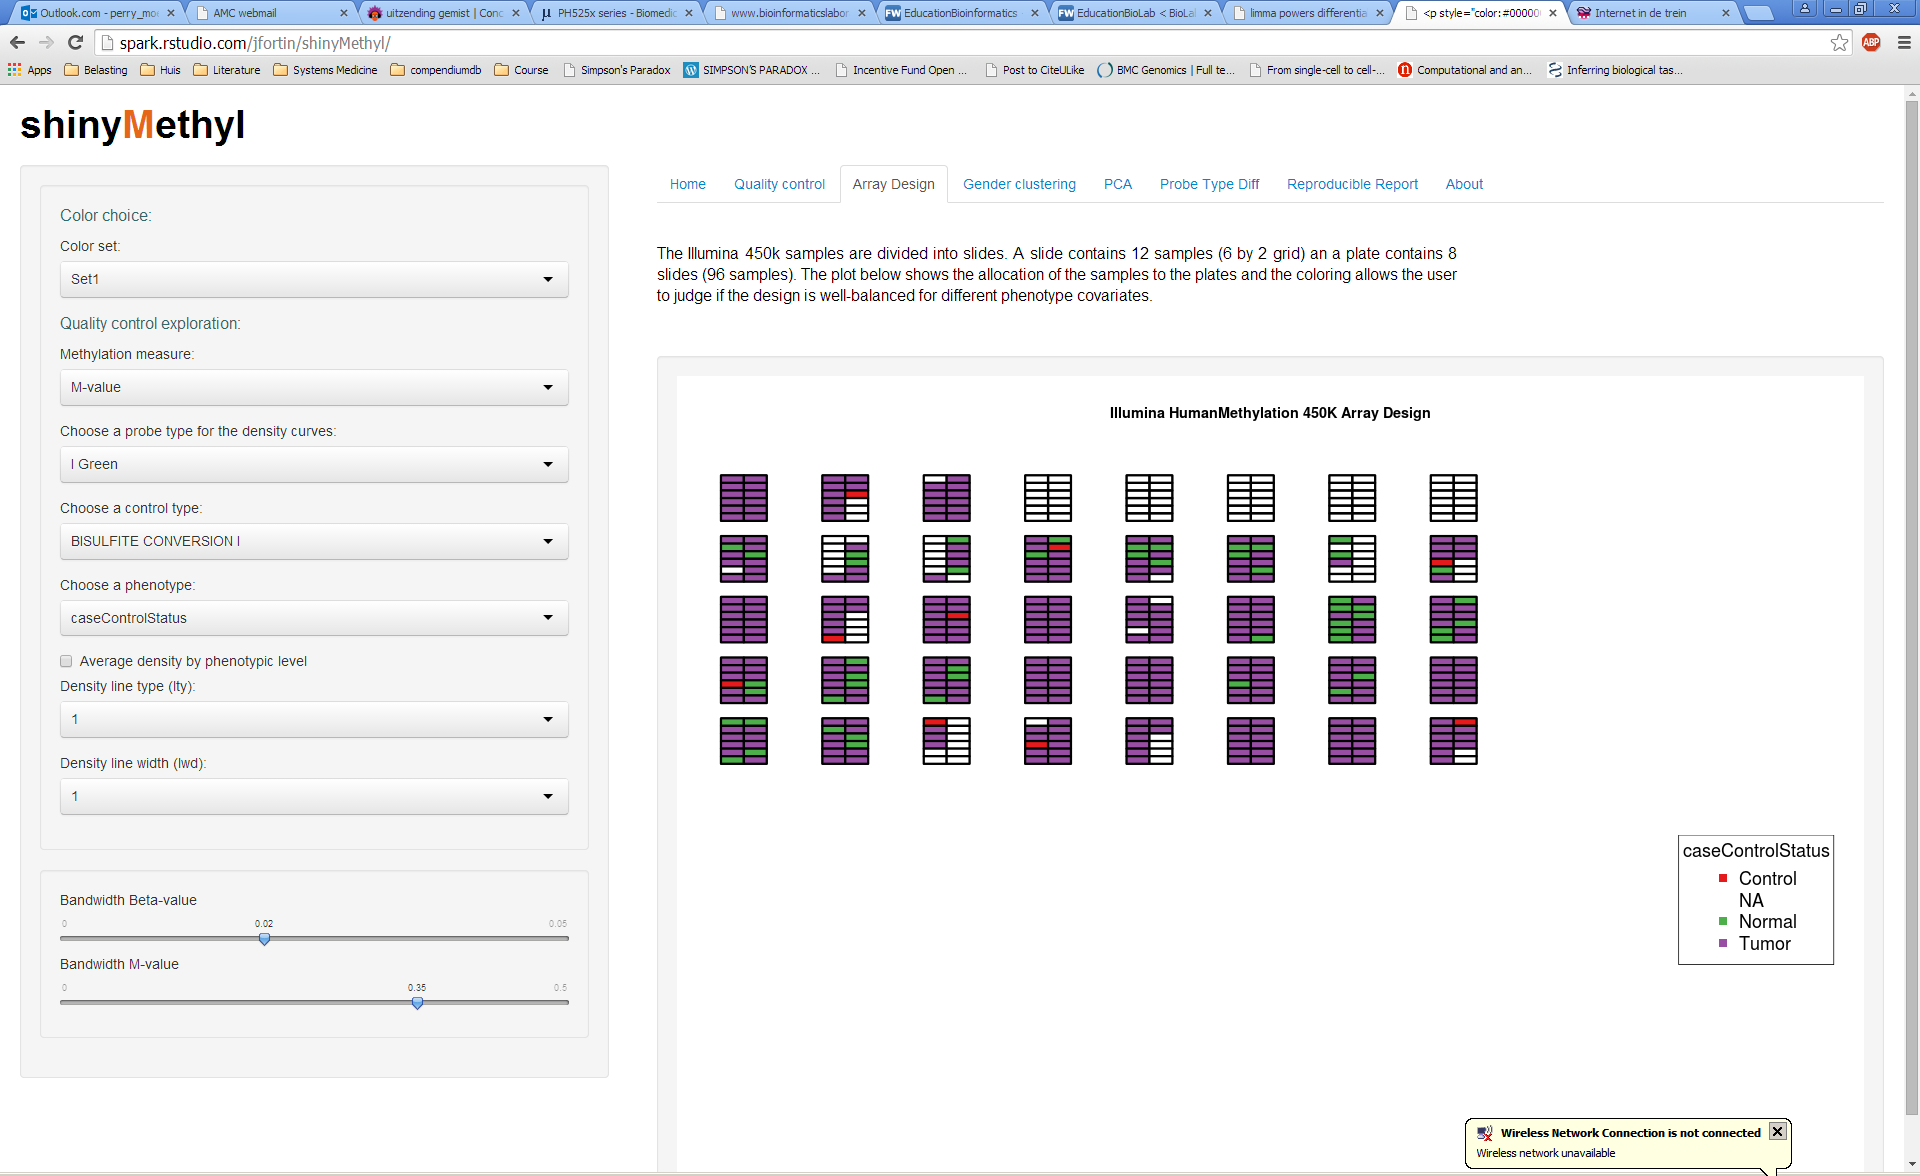 Outlook.com - perry_mo
AMC webmail
uitzending gemist | Conc
PH525x series - Biomedic
www.bioinformaticslabor
FW EducationBioinformatics
FW EducationBioLab < BioLa
limma powers differentia
<p style="color: #00000
Internet in de trein
spark.rstudio.com/jfortin/shinyMethyl/
ABP
Apps Belasting Huis Literature Systems Medicine compendiumdb Course Simpson's Paradox SIMPSON'S PARADOX ... Incentive Fund Open ... Post to CiteULike BMC Genomics | Full te... From single-cell to cell-... Computational and an... Inferring biological tas...
shinyMethyl
Home Quality control Array Design Gender clustering PCA Probe Type Diff Reproducible Report About
Color choice:
Color set:
Set1
Quality control exploration:
Methylation measure:
M-value
Choose a probe type for the density curves:
I Green
Choose a control type:
BISULFITE CONVERSION I
Choose a phenotype:
caseControlStatus
Average density by phenotypic level
Density line type (lty):
1
Density line width (lwd):
1
Bandwidth Beta-value
0 0.02 0.05
Bandwidth M-value
0 0.35 0.5
The Illumina 450k samples are divided into slides. A slide contains 12 samples (6 by 2 grid) an a plate contains 8
slides (96 samples). The plot below shows the allocation of the samples to the plates and the coloring allows the user
to judge if the design is well-balanced for different phenotype covariates.
Illumina HumanMethylation 450K Array Design
caseControlStatus
Control
NA
Normal
Tumor
Wireless Network Connection is not connected
Wireless network unavailable